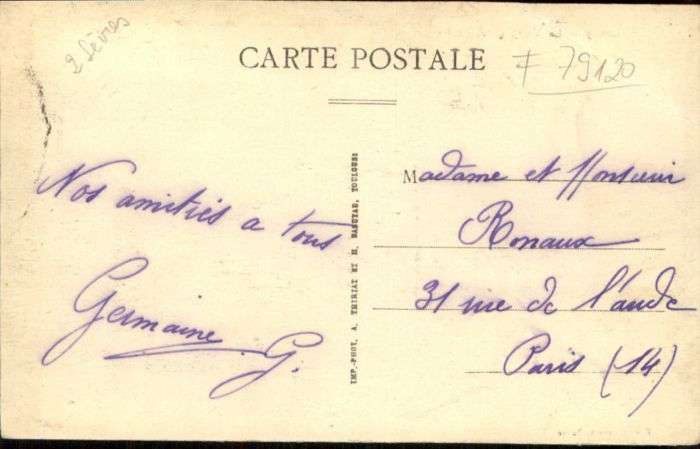 2 Sèvres
CARTE POSTALE
F 79120
Nos amitiés a tous
Germaine G.
IMP.-PHOT. A. THIRIAT ET M. BASUYAU, TOULOUSE
Madame et Monsieur
Ronaux
31 rue de l'aude
Paris (14)